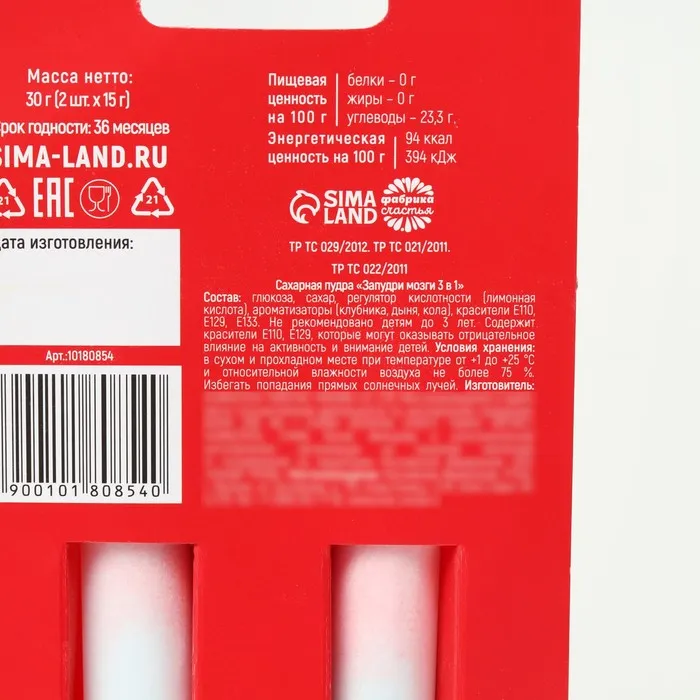 Масса нетто:
30 г (2 шт. х 15 г)
Срок годности: 36 месяцев
SIMA-LAND.RU
21 EAC 21
дата изготовления:
Арт.:10180854
900101 808540
Пищевая ценность на 100 г
белки – 0 г
жиры – 0 г
углеводы – 23,3 г.
Энергетическая ценность на 100 г
94 ккал
394 кДж
SIMA LAND
фабрика счастья
ТР ТС 029/2012. ТР ТС 021/2011.
ТР ТС 022/2011
Сахарная пудра «Запудри мозги 3 в 1»
Состав: глюкоза, сахар, регулятор кислотности (лимонная
кислота), ароматизаторы (клубника, дыня, кола), красители Е110,
Е129, Е133. Не рекомендовано детям до 3 лет. Содержит
красители Е110, Е129, которые могут оказывать отрицательное
влияние на активность и внимание детей. Условия хранения:
в сухом и прохладном месте при температуре от +1 до +25 °С
и относительной влажности воздуха не более 75 %.
Избегать попадания прямых солнечных лучей. Изготовитель: